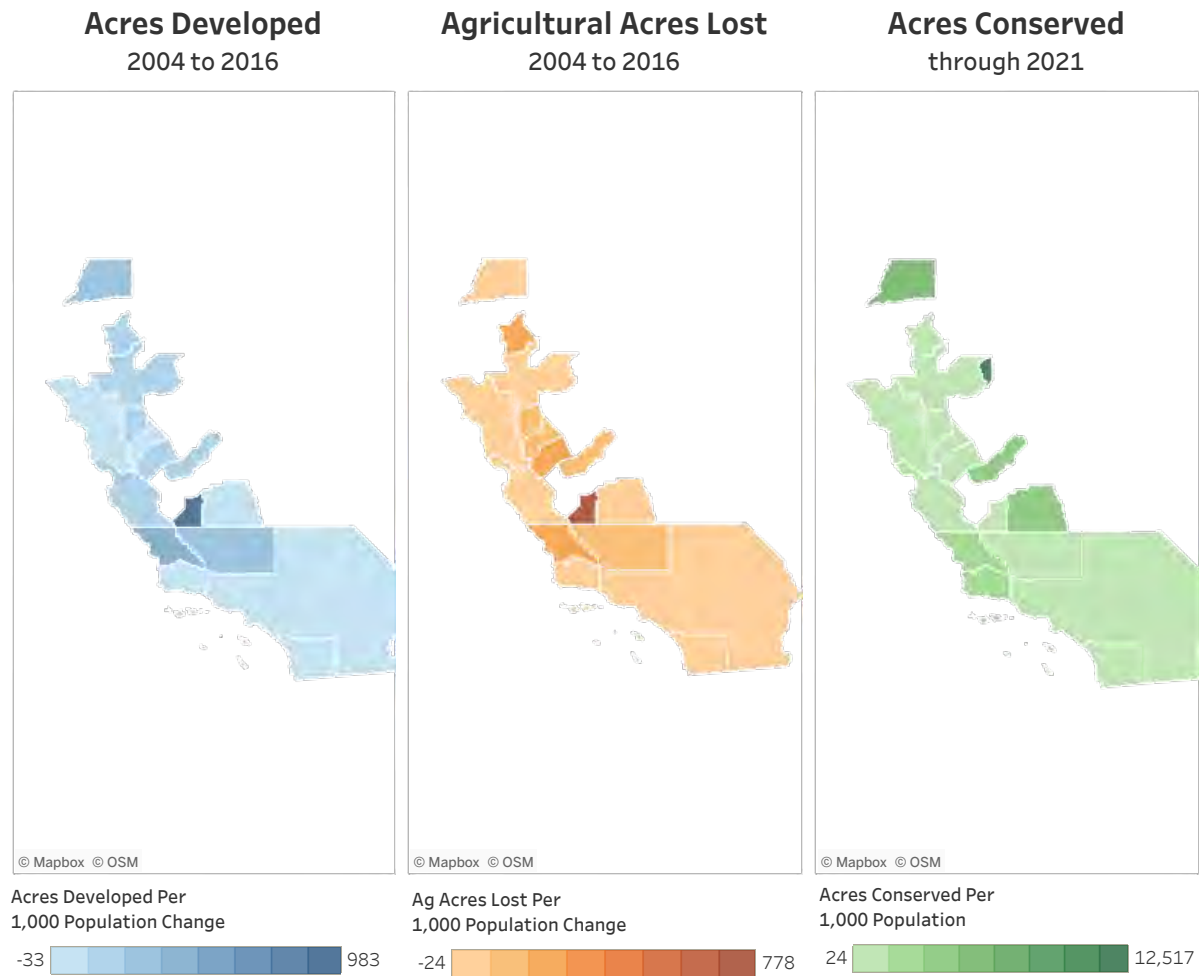 Acres Developed
2004 to 2016
Agricultural Acres Lost
2004 to 2016
Acres Conserved
through 2021
© Mapbox © OSM
© Mapbox © OSM
© Mapbox © OSM
Acres Developed Per
1,000 Population Change
-33 983
Ag Acres Lost Per
1,000 Population Change
-24 778
Acres Conserved Per
1,000 Population
24 12,517